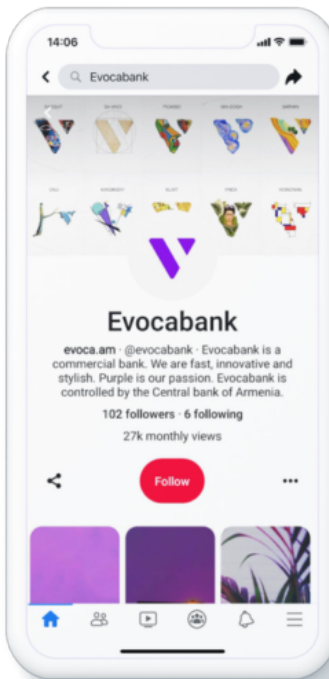 14:06
Evocabank
Evocabank
evoca.am · @evocabank · Evocabank is a
commercial bank. We are fast, innovative and
stylish. Purple is our passion. Evocabank is
controlled by the Central bank of Armenia.
102 followers · 6 following
27k monthly views
Follow